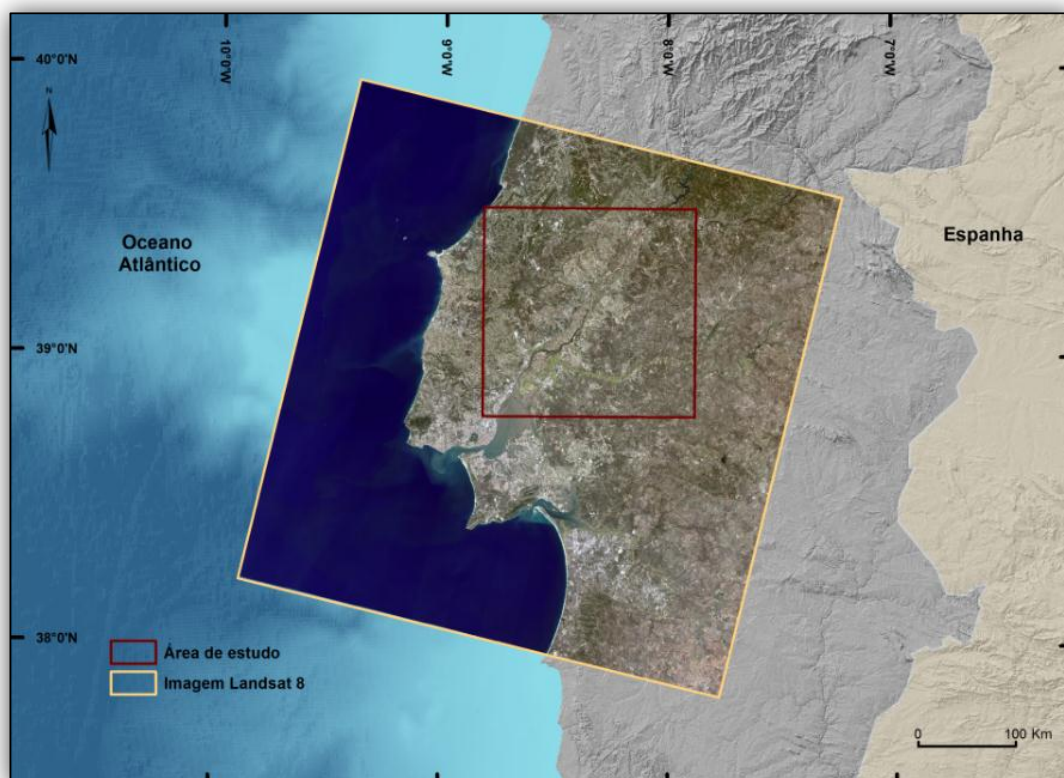 10°0'W
9°0'W
8°0'W
7°0'W
40°0'N
N
Oceano
Atlântico
Espanha
39°0'N
38°0'N
Área de estudo
Imagem Landsat 8
0
100 Km